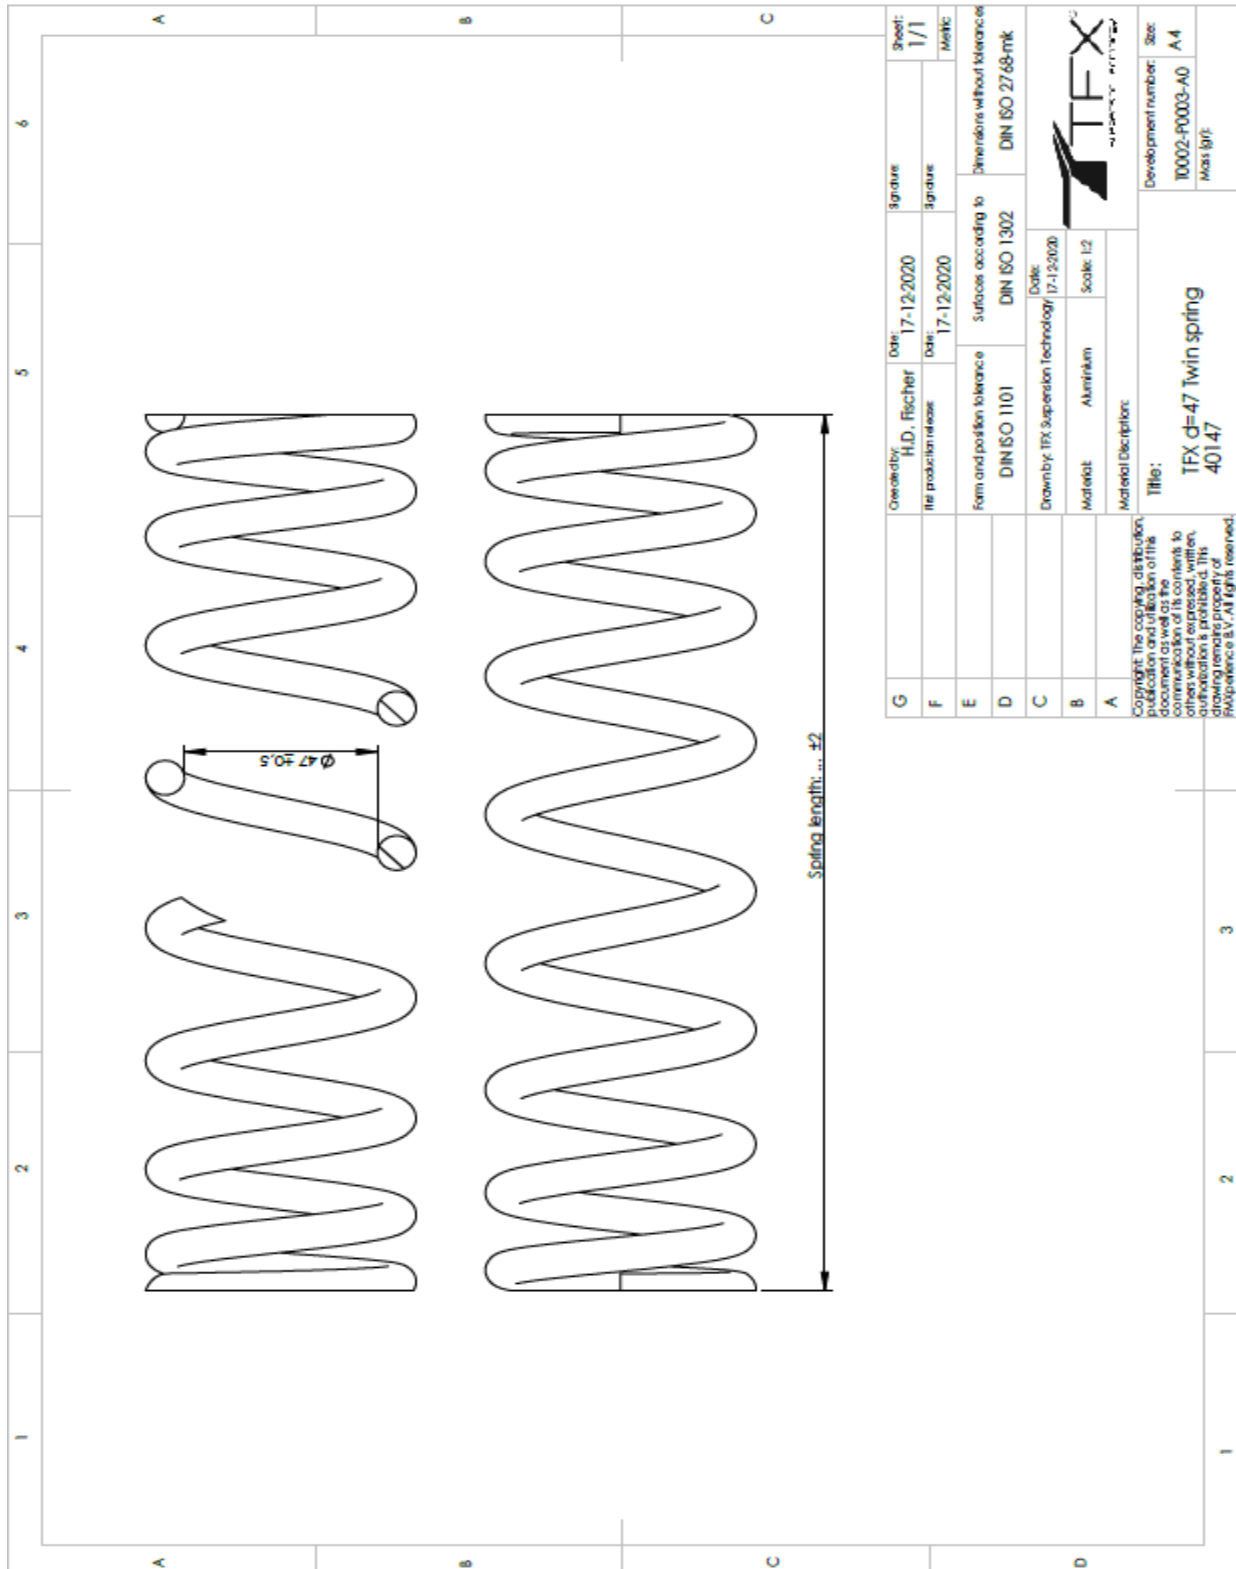 6
5
4
3
2
1
A
B
C
A
B
C
D
3
2
1
Ø 47 ±0,5
Spring length: ... ±2
G
F
E
D
C
B
A
Created by:
H.D. Fischer
Date:
17-12-2020
Signature:
Sheet:
1/1
First production release:
Date:
17-12-2020
Signature:
Metric
Form and position tolerance
DIN ISO 1101
Surfaces according to
DIN ISO 1302
Dimensions without tolerances
DIN ISO 2768-mk
Drawn by: TFX Suspension Technology
Date:
17-12-2020
Material:
Aluminium
Scale: 1:2
Material Discription:
TFX
Title:
TFX d=47 Twin spring
40147
Development number:
T0002-P0003-A0
Size:
A4
Mass (gr):
Copyright: The copying, distribution,
publication and utilization of this
document as well as the
communication of its contents to
others without expressed, written,
authorization is prohibited. This
drawing remains property of
B.V. All rights reserved.